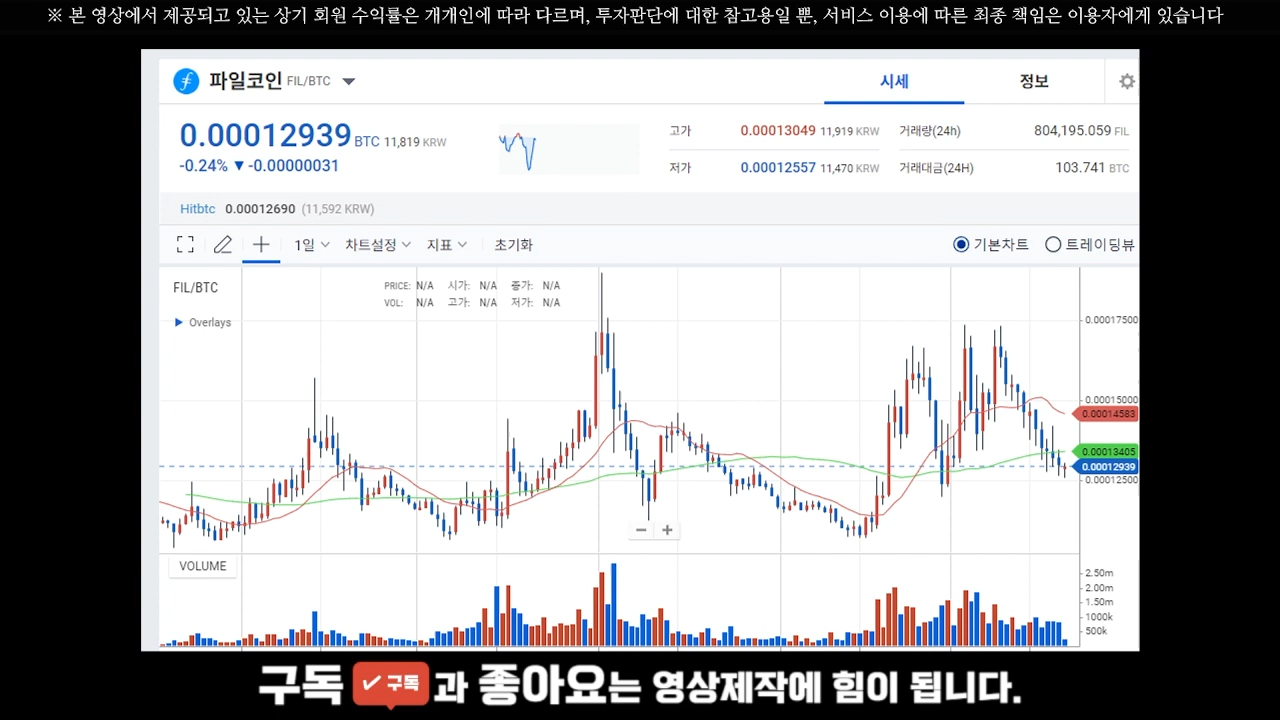 ※ 본 영상에서 제공되고 있는 상기 회원 수익률은 개개인에 따라 다르며, 투자판단에 대한 참고용일 뿐, 서비스 이용에 따른 최종 책임은 이용자에게 있습니다
파일코인 FIL/BTC
시세 정보
0.00012939 BTC 11,819 KRW
-0.24% ▼ -0.00000031
고가 0.00013049 11,919 KRW 거래량(24h) 804,195.059 FIL
저가 0.00012557 11,470 KRW 거래대금(24H) 103.741 BTC
Hitbtc 0.00012690 (11,592 KRW)
1일 차트설정 지표 초기화 기본차트 트레이딩뷰
FIL/BTC
PRICE: N/A 시가: N/A 종가: N/A
VOL: N/A 고가: N/A 저가: N/A
▶ Overlays
0.00017500
0.00015000
0.00014583
0.00013405
0.00012939
0.00012500
VOLUME
2.50m
2.00m
1.50m
1000k
500k
구독 ✓ 구독 과 좋아요는 영상제작에 힘이 됩니다.